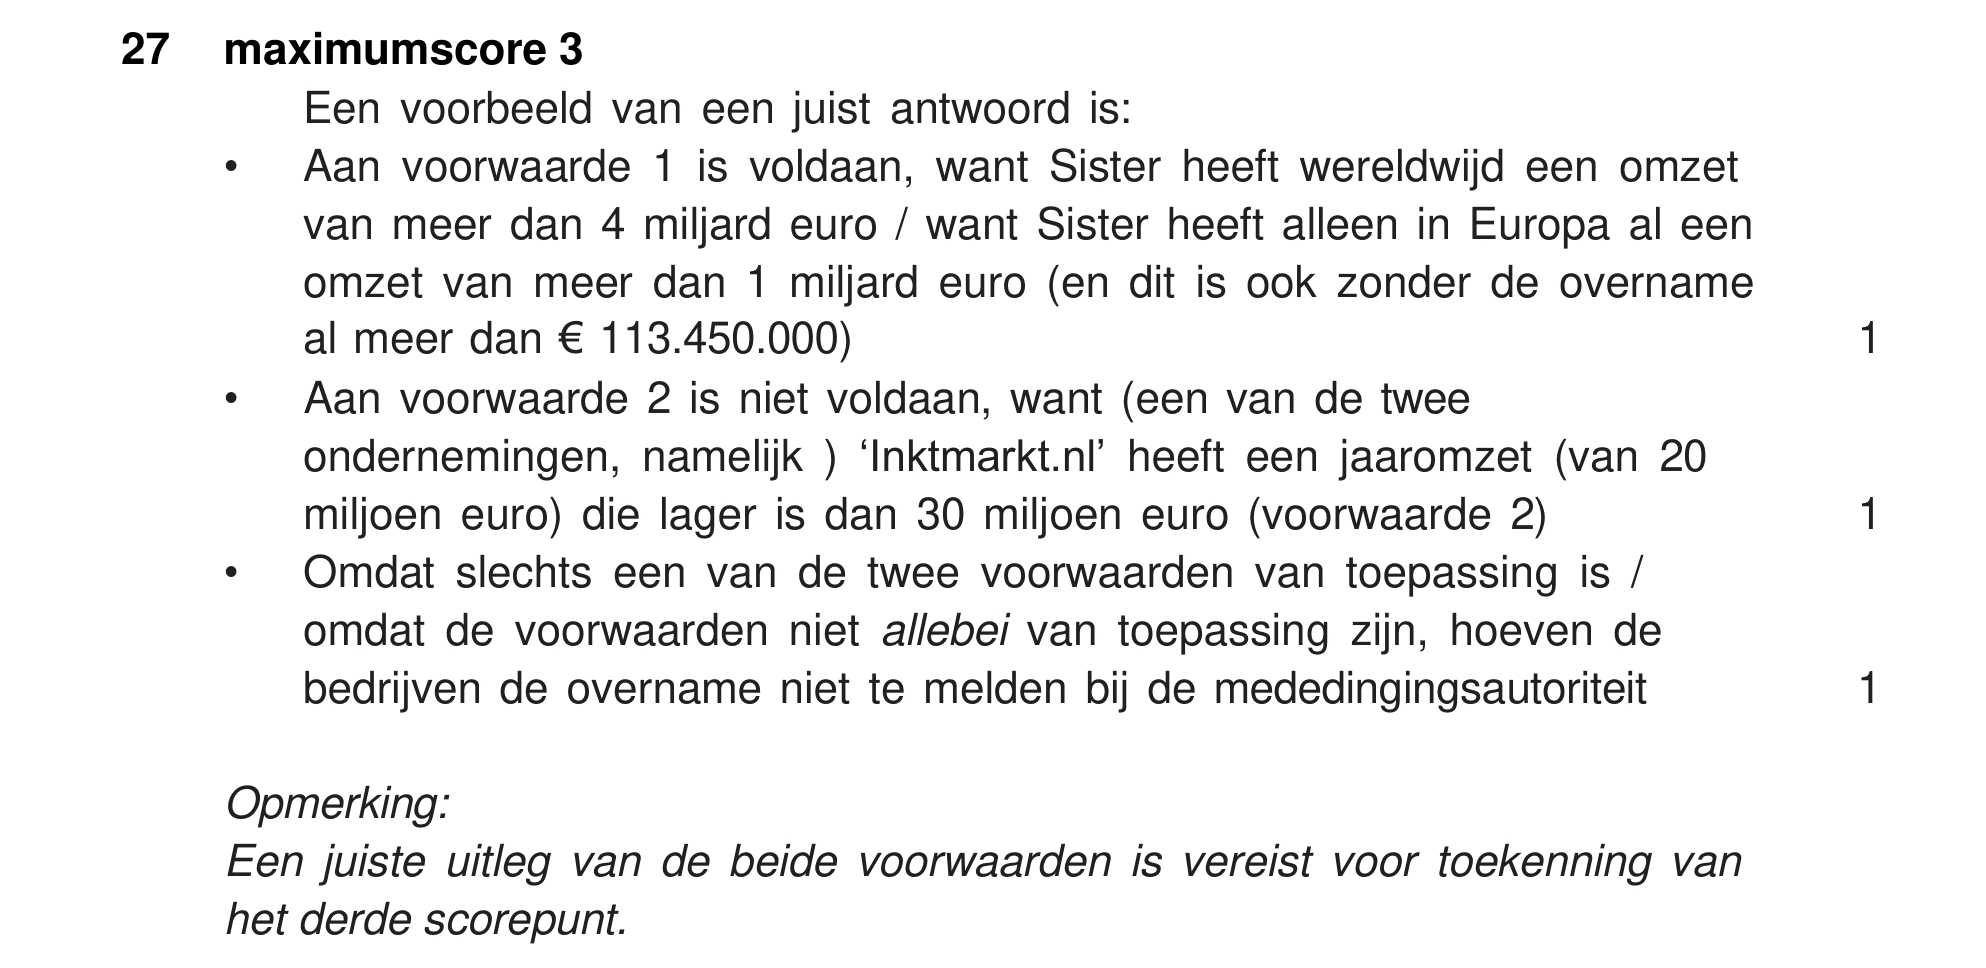 27 maximumscore 3
Een voorbeeld van een juist antwoord is:
• Aan voorwaarde 1 is voldaan, want Sister heeft wereldwijd een omzet
van meer dan 4 miljard euro / want Sister heeft alleen in Europa al een
omzet van meer dan 1 miljard euro (en dit is ook zonder de overname
al meer dan € 113.450.000) 1
• Aan voorwaarde 2 is niet voldaan, want (een van de twee
ondernemingen, namelijk ) ‘Inktmarkt.nl’ heeft een jaaromzet (van 20
miljoen euro) die lager is dan 30 miljoen euro (voorwaarde 2) 1
• Omdat slechts een van de twee voorwaarden van toepassing is /
omdat de voorwaarden niet allebei van toepassing zijn, hoeven de
bedrijven de overname niet te melden bij de mededingingsautoriteit 1
Opmerking:
Een juiste uitleg van de beide voorwaarden is vereist voor toekenning van
het derde scorepunt.